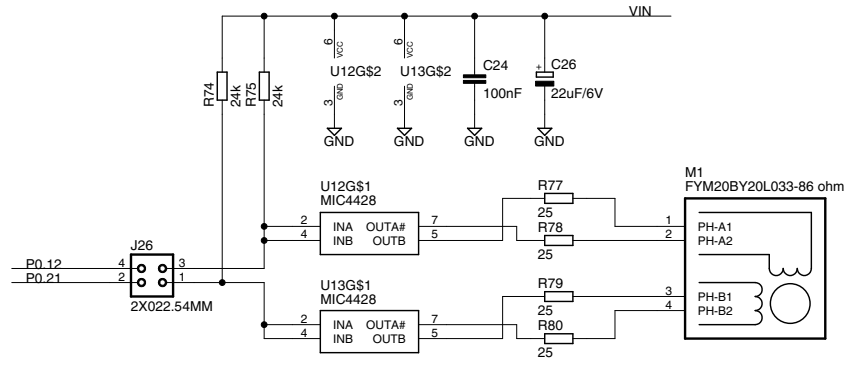 VIN
6 VCC
U12G$2
3 GND
GND
6 VCC
U13G$2
3 GND
GND
C24
100nF
GND
+
C26
22uF/6V
GND
R74
24k
R75
24k
M1
FYM20BY20L033-86 ohm
U12G$1
MIC4428
2 INA OUTA# 7
4 INB OUTB 5
R77
25
R78
25
1 PH-A1
2 PH-A2
J26
P0.12 4 3
P0.21 2 1
2X022.54MM
U13G$1
MIC4428
2 INA OUTA# 7
4 INB OUTB 5
R79
25
R80
25
3 PH-B1
4 PH-B2